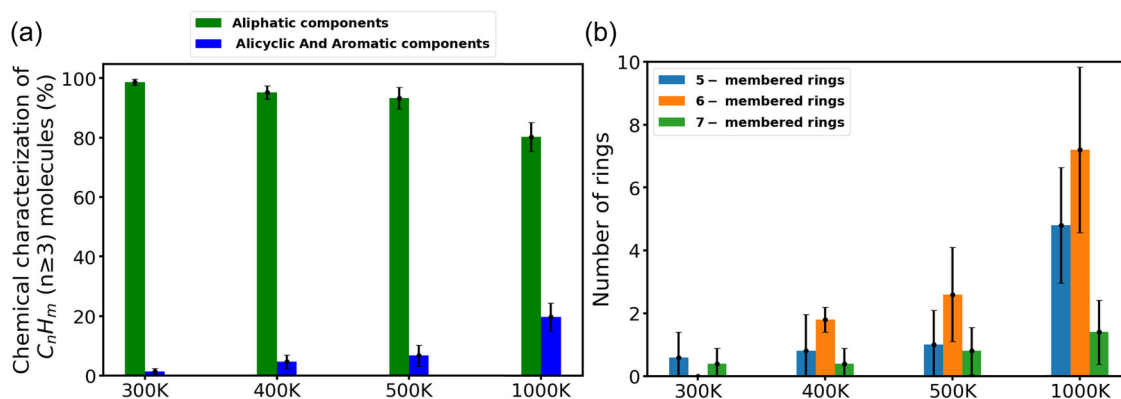 (a)
Aliphatic components
Alicyclic And Aromatic components
Chemical characterization of
CₙHₘ (n≥3) molecules (%)
100
80
60
40
20
0
300K
400K
500K
1000K
(b)
5− membered rings
6− membered rings
7− membered rings
Number of rings
10
8
6
4
2
0
300K
400K
500K
1000K